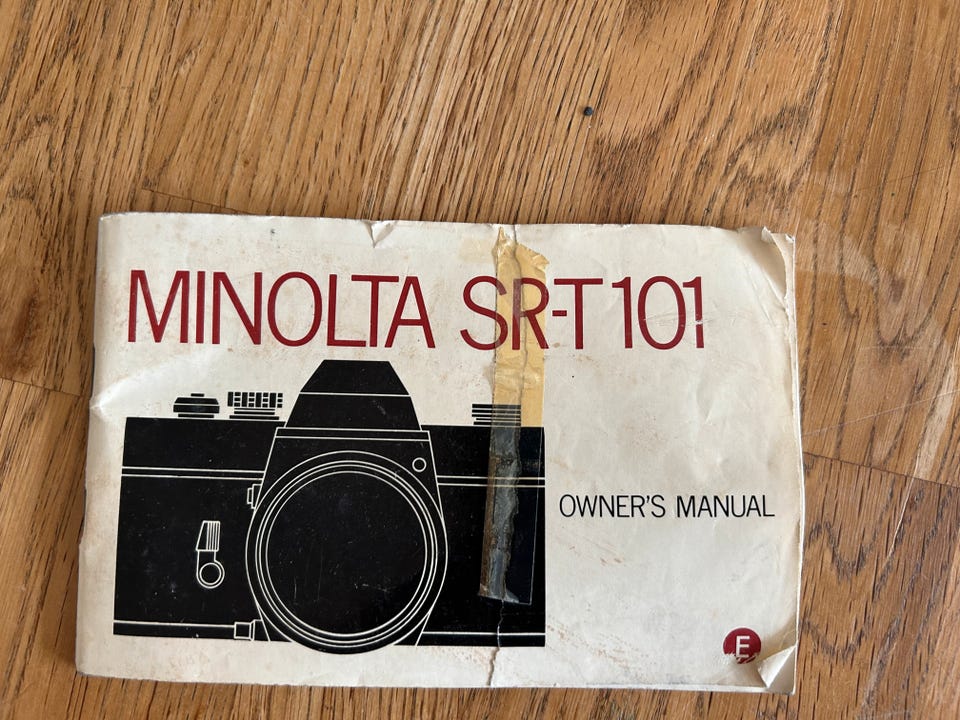 MINOLTA SR-T 101
OWNER'S MANUAL
E